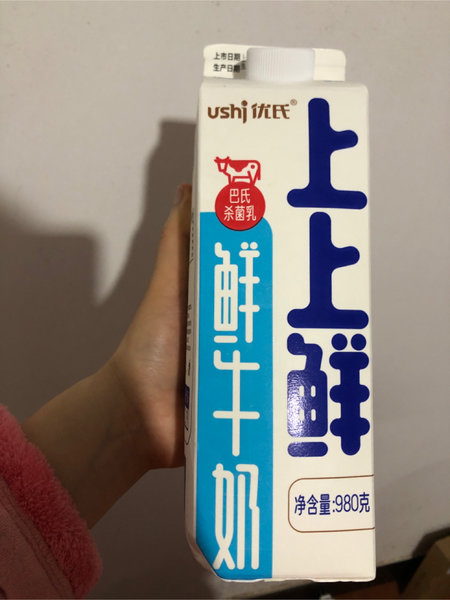 上市日期
生产日期
ushj 优氏®
上上鲜
巴氏
杀菌乳
鲜牛奶
净含量:980克